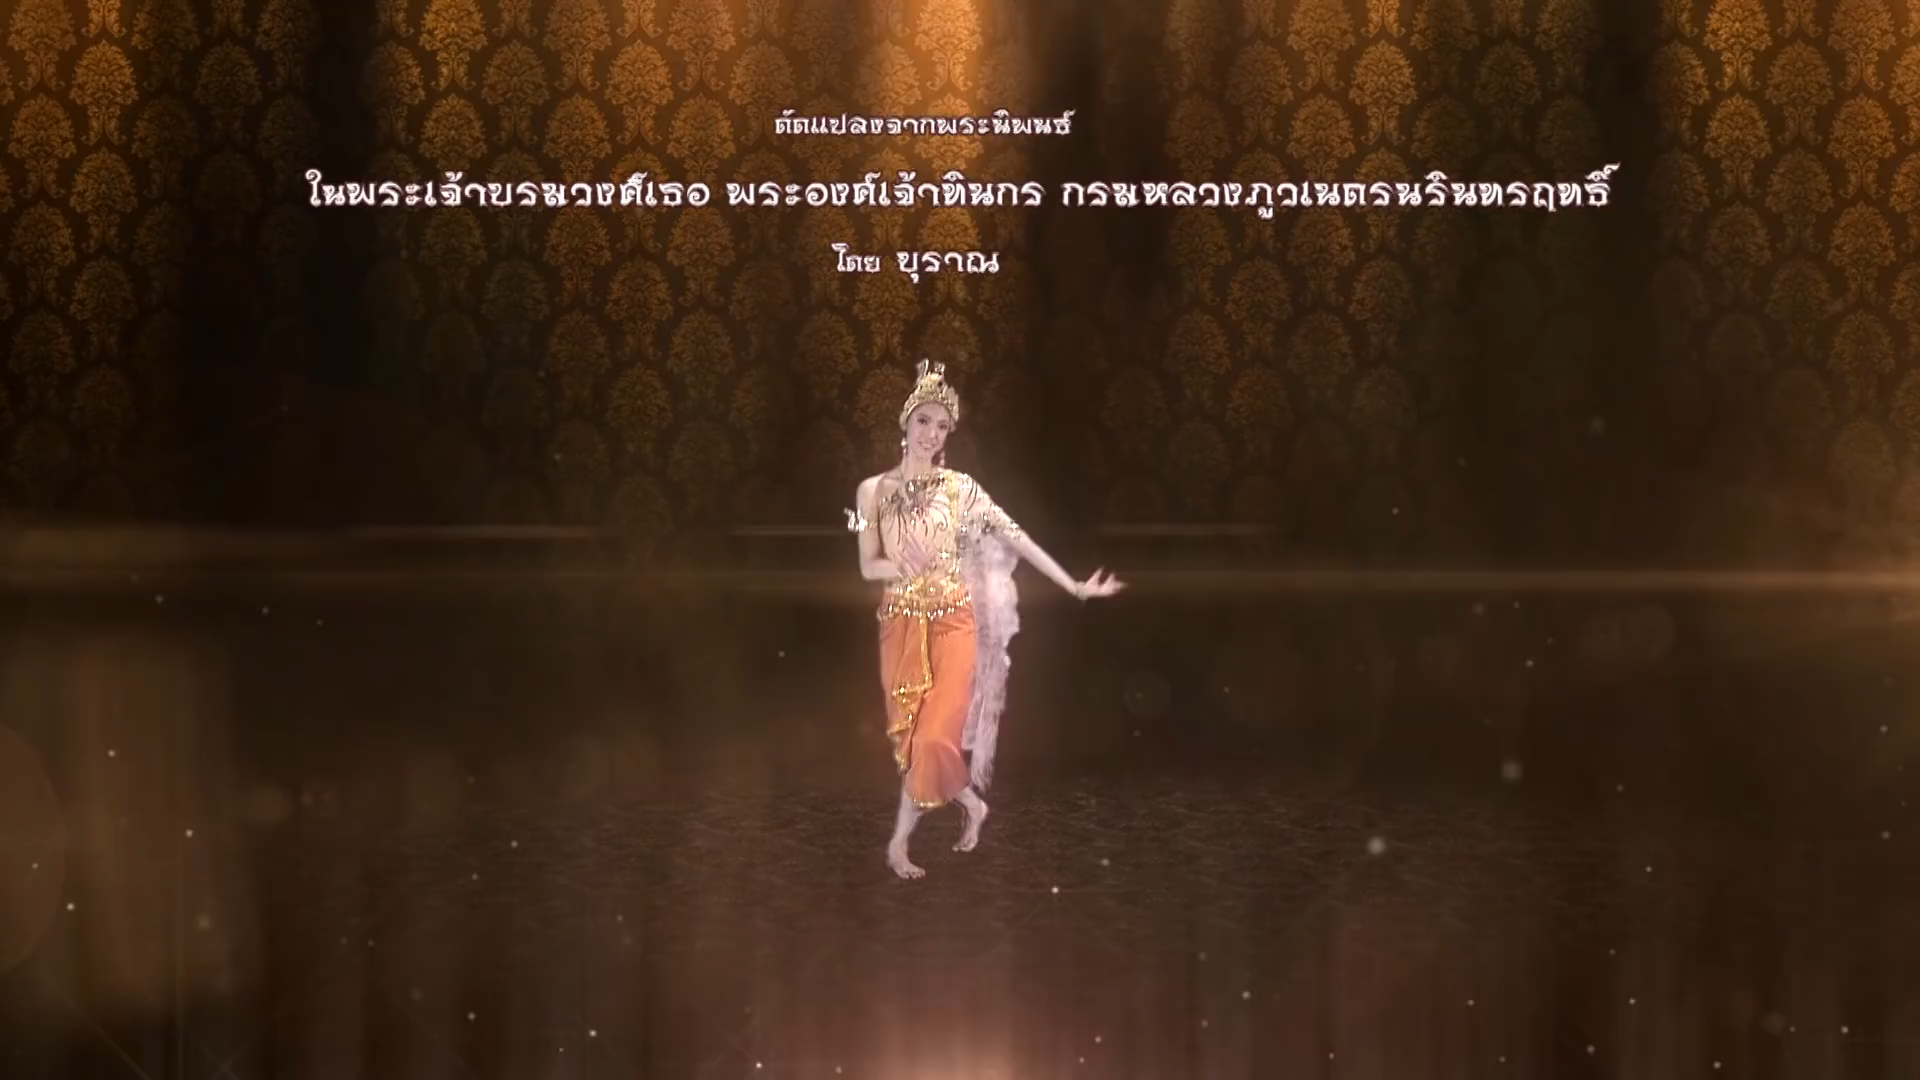 ดัดแปลงจากพระนิพนธ์
ในพระเจ้าบรมวงศ์เธอ พระองค์เจ้าทินกร กรมหลวงภูวเนตรนรินทรฤทธิ์
โดย บุราณ